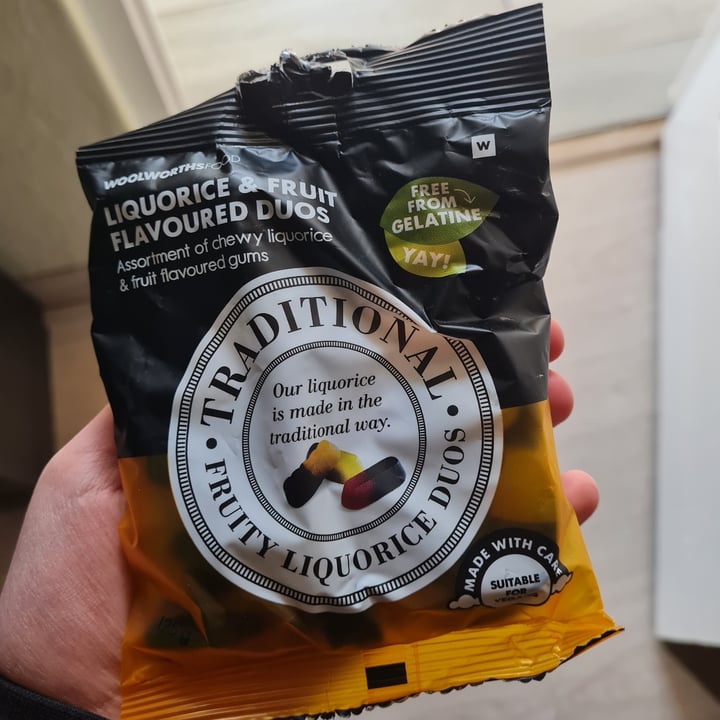 WOOLWORTHS FOOD
LIQUORICE & FRUIT
FLAVOURED DUOS
Assortment of chewy liquorice
& fruit flavoured gums
W
FREE
FROM
GELATINE
YAY!
TRADITIONAL
Our liquorice
is made in the
traditional way.
FRUITY LIQUORICE DUOS
MADE WITH CARE
SUITABLE
FOR